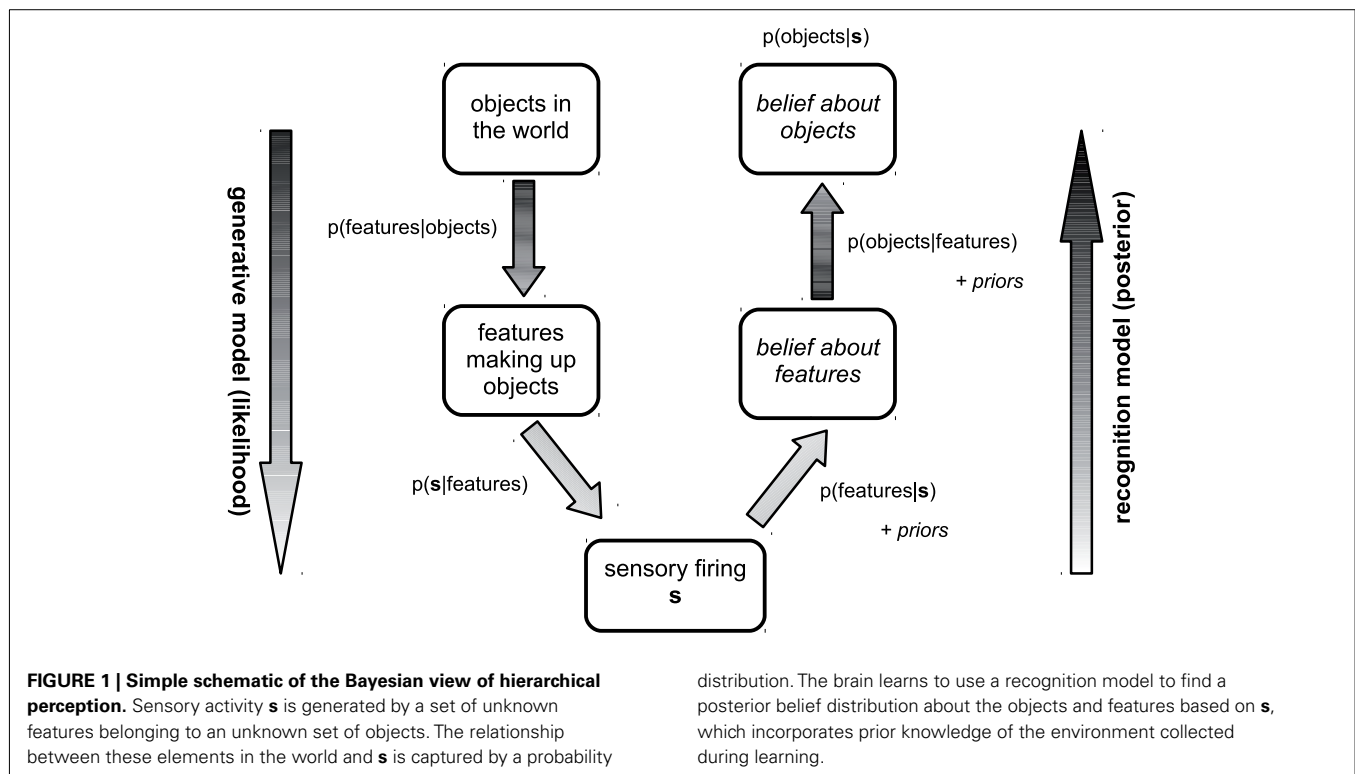 p(objects|s)
objects in
the world
belief about
objects
generative model (likelihood)
p(features|objects)
p(objects|features)
+ priors
recognition model (posterior)
features
making up
objects
belief about
features
p(s|features)
p(features|s)
+ priors
sensory firing
s
FIGURE 1 | Simple schematic of the Bayesian view of hierarchical
perception. Sensory activity s is generated by a set of unknown
features belonging to an unknown set of objects. The relationship
between these elements in the world and s is captured by a probability
distribution. The brain learns to use a recognition model to find a
posterior belief distribution about the objects and features based on s,
which incorporates prior knowledge of the environment collected
during learning.